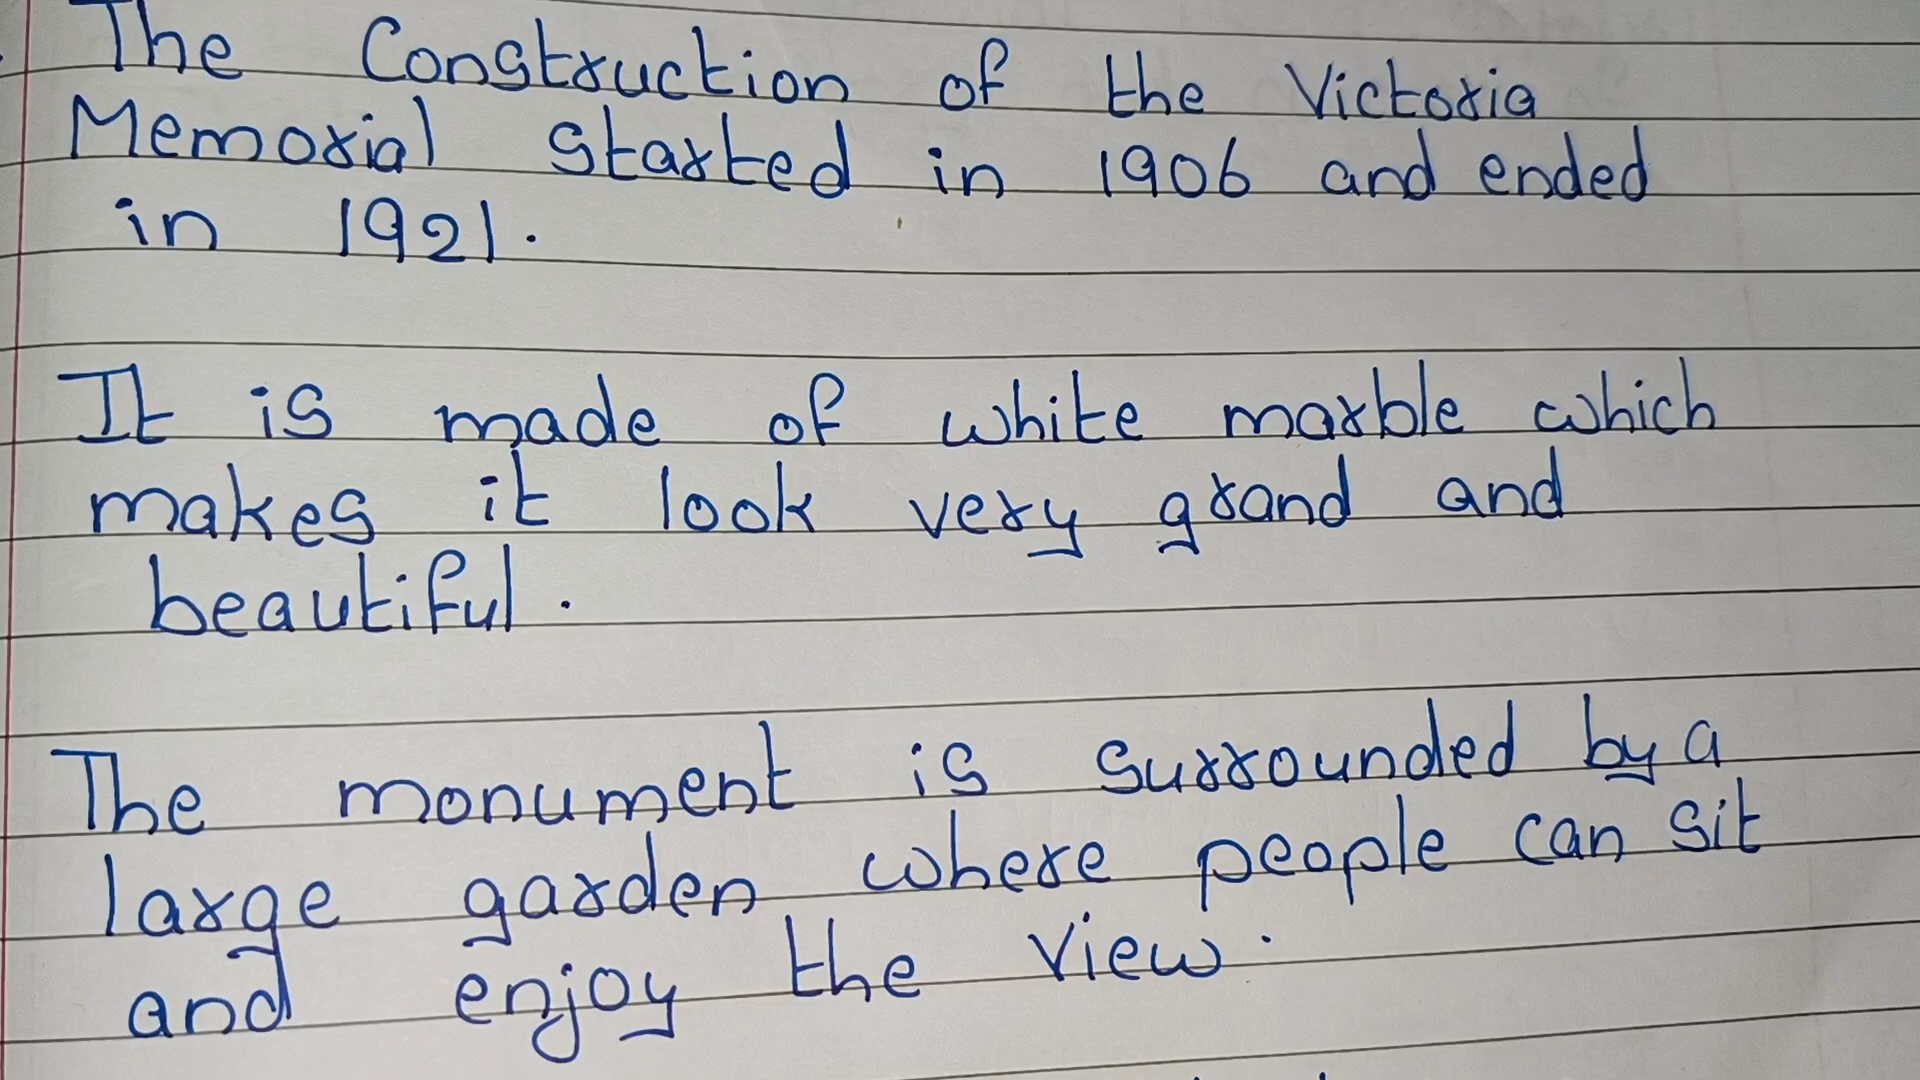 The Construction of the Victoria
Memorial started in 1906 and ended
in 1921.
It is made of white marble which
makes it look very grand and
beautiful.
The monument is surrounded by a
large garden where people can sit
and enjoy the view.